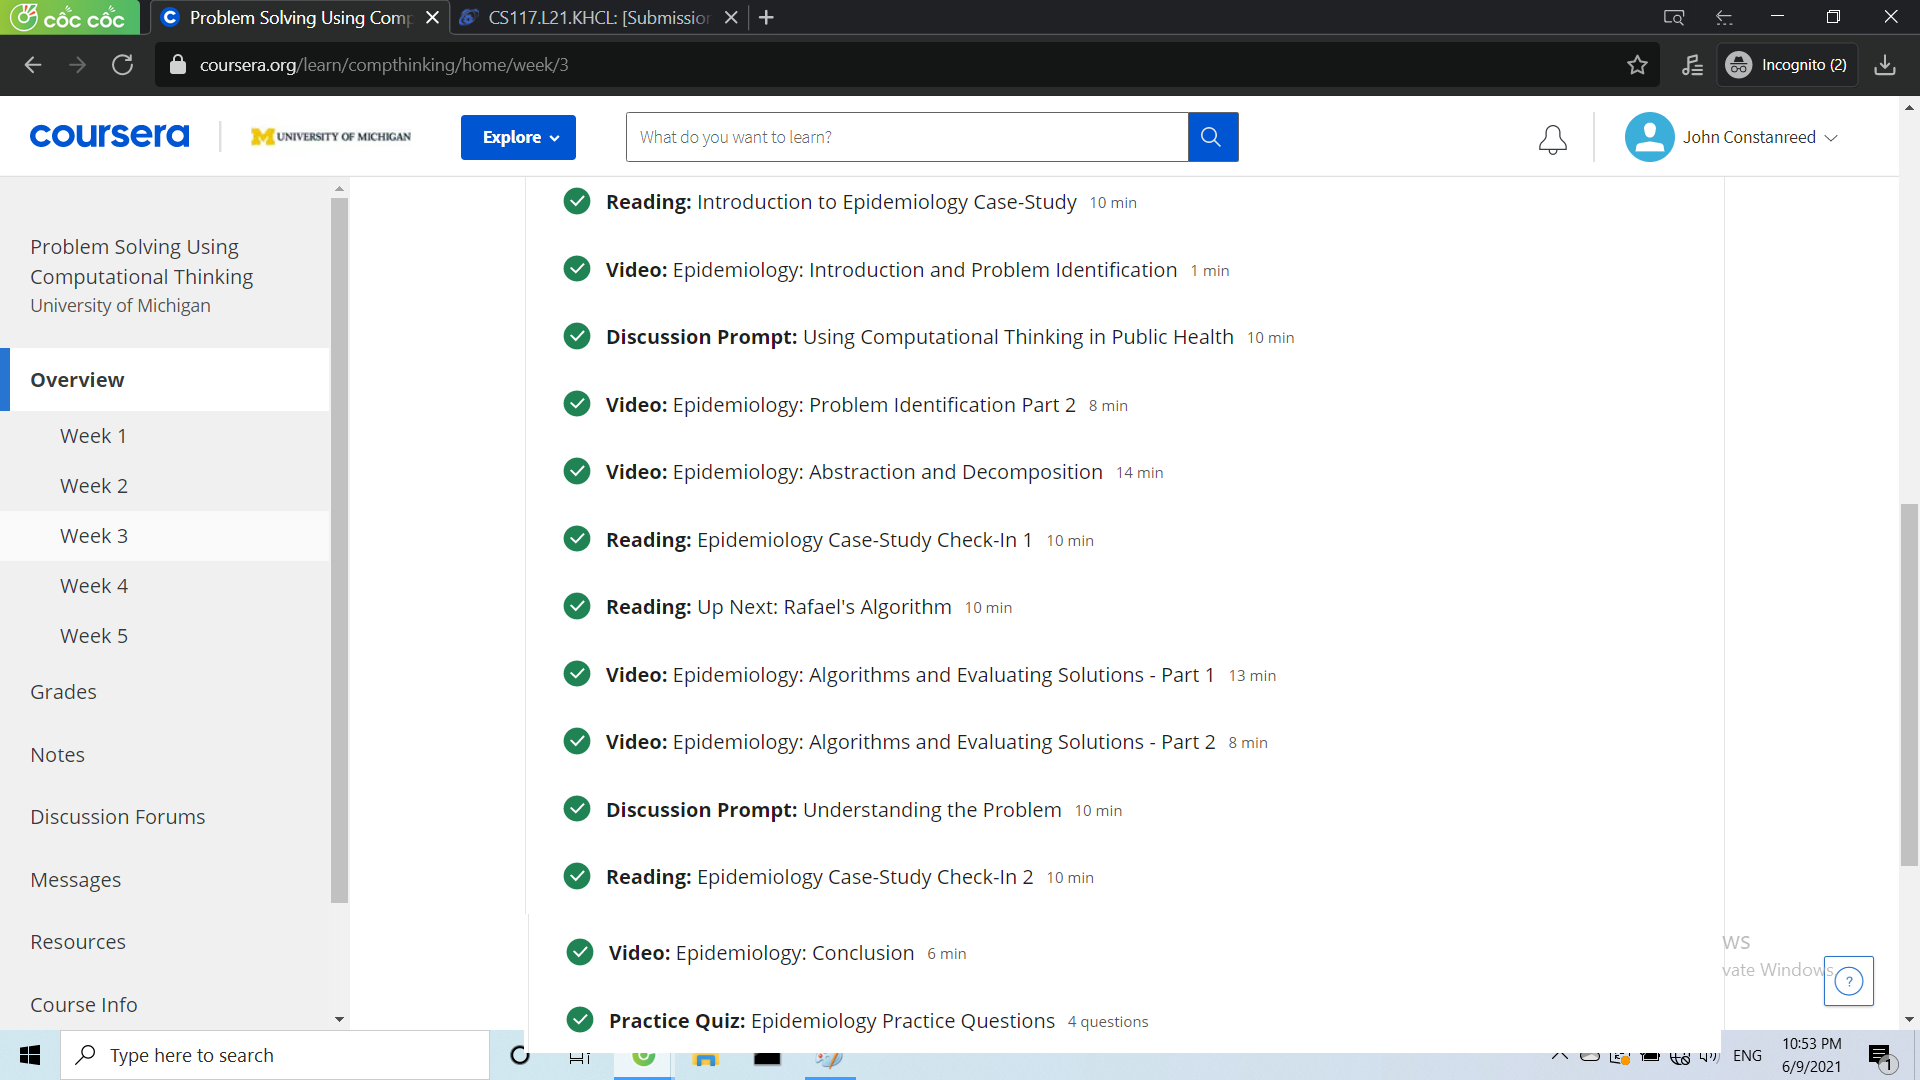 cốc cốc
Problem Solving Using Comp
CS117.L21.KHCL: [Submission
coursera.org/learn/compthinking/home/week/3
Incognito (2)
coursera
M UNIVERSITY OF MICHIGAN
Explore
What do you want to learn?
John Constanreed
Problem Solving Using
Computational Thinking
University of Michigan
Overview
Week 1
Week 2
Week 3
Week 4
Week 5
Grades
Notes
Discussion Forums
Messages
Resources
Course Info
Reading: Introduction to Epidemiology Case-Study 10 min
Video: Epidemiology: Introduction and Problem Identification 1 min
Discussion Prompt: Using Computational Thinking in Public Health 10 min
Video: Epidemiology: Problem Identification Part 2 8 min
Video: Epidemiology: Abstraction and Decomposition 14 min
Reading: Epidemiology Case-Study Check-In 1 10 min
Reading: Up Next: Rafael's Algorithm 10 min
Video: Epidemiology: Algorithms and Evaluating Solutions - Part 1 13 min
Video: Epidemiology: Algorithms and Evaluating Solutions - Part 2 8 min
Discussion Prompt: Understanding the Problem 10 min
Reading: Epidemiology Case-Study Check-In 2 10 min
Video: Epidemiology: Conclusion 6 min
Practice Quiz: Epidemiology Practice Questions 4 questions
ws
vate Windows
?
Type here to search
ENG
10:53 PM
6/9/2021
1